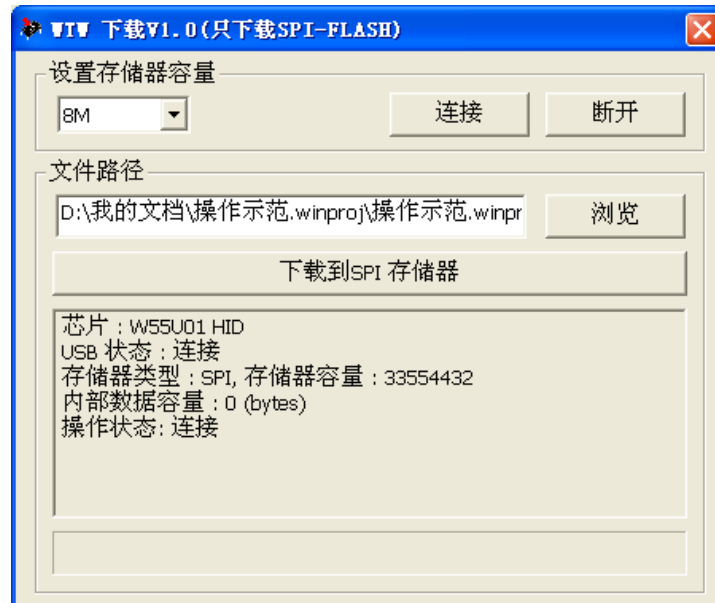 WTW 下载V1.0(只下载SPI-FLASH)
设置存储器容量
8M
连接
断开
文件路径
D:\我的文档\操作示范.winproj\操作示范.winpr
浏览
下载到SPI 存储器
芯片 : W55U01 HID
USB 状态 : 连接
存储器类型 : SPI, 存储器容量 : 33554432
内部数据容量 : 0 (bytes)
操作状态: 连接